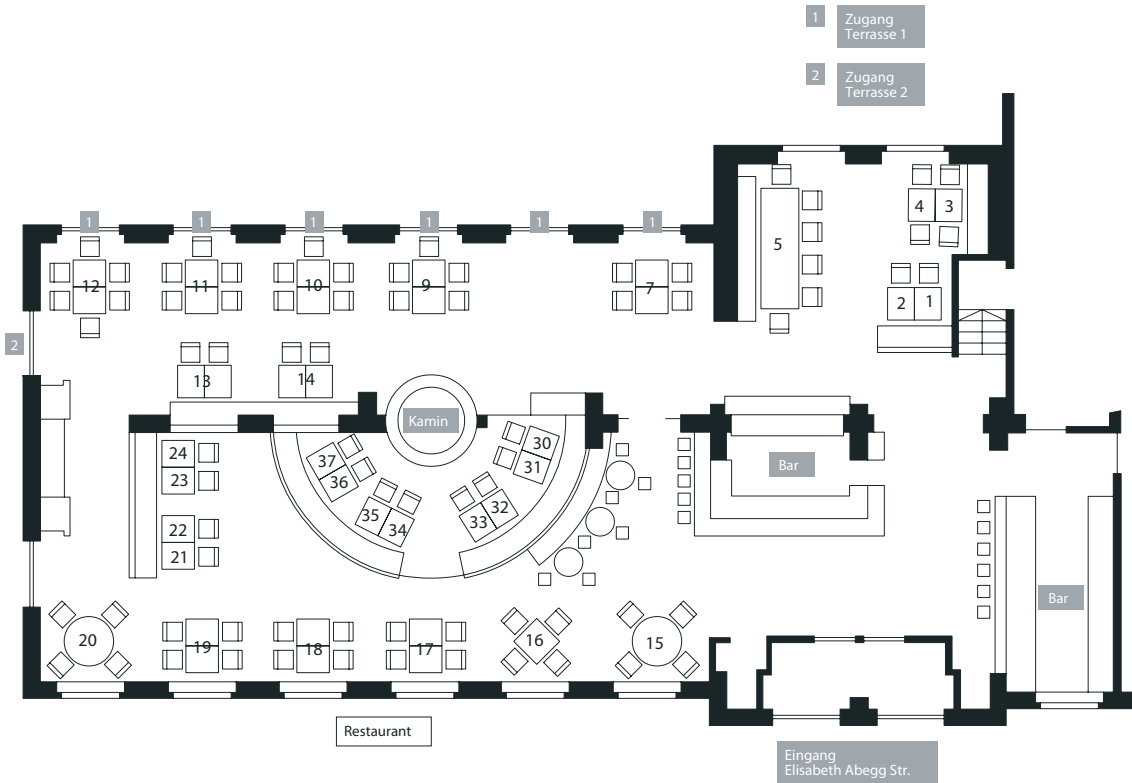 1 Zugang
Terrasse 1
2 Zugang
Terrasse 2
4 3
1 1 1 1 1 1
5
12 11 10 9 7
2 1
2
13 14
Kamin
30
24 37 31
Bar
23 36
35 34 33 32
22
21
Bar
20 19 18 17 16 15
Restaurant
Eingang
Elisabeth Abegg Str.